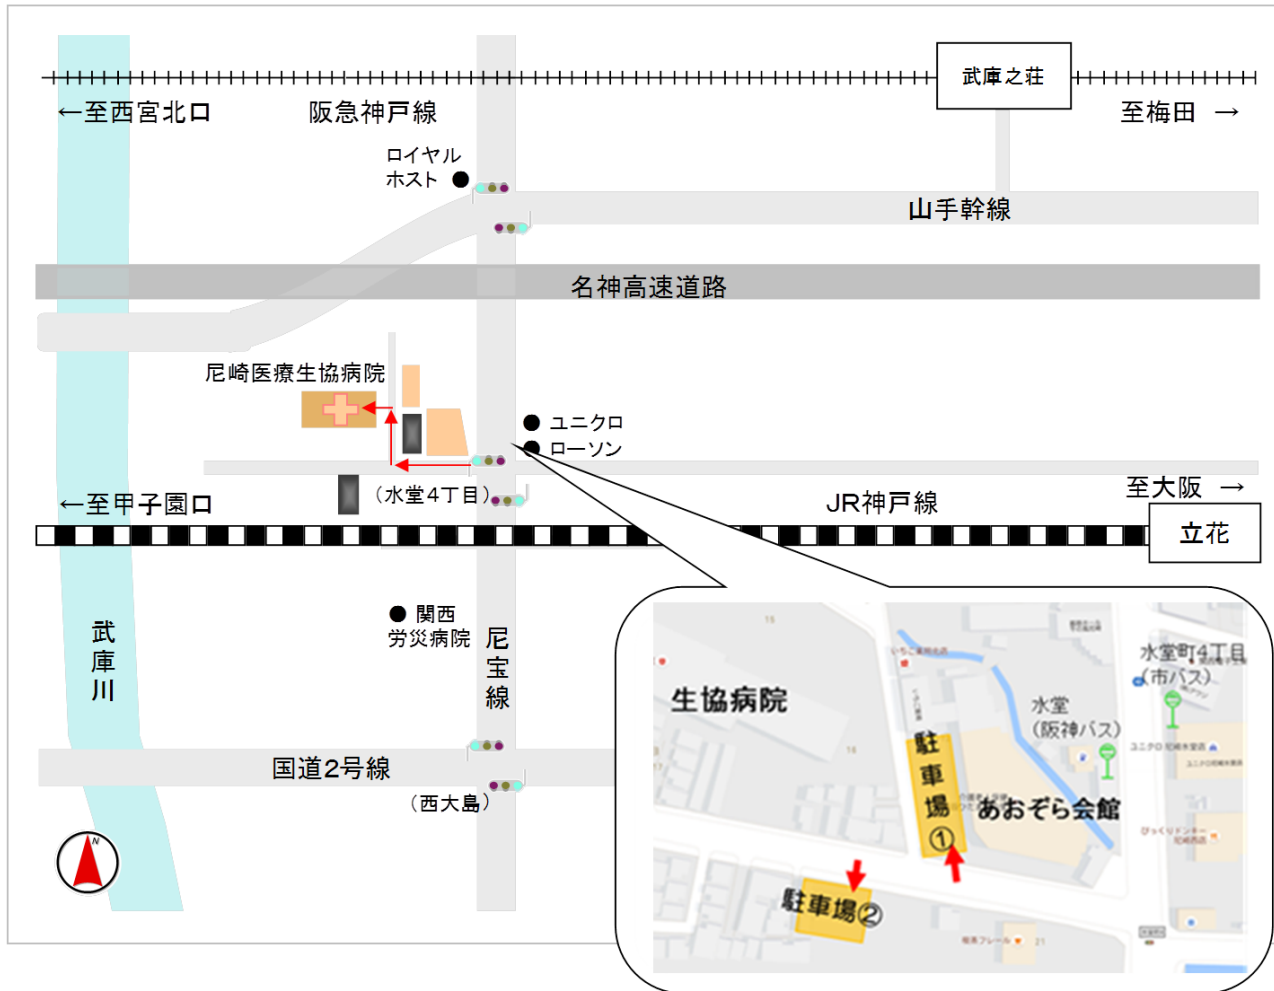 武庫之荘
←至西宮北口
阪急神戸線
至梅田 →
ロイヤル
ホスト
山手幹線
名神高速道路
尼崎医療生協病院
ユニクロ
ローソン
(水堂4丁目)
←至甲子園口
JR神戸線
至大阪 →
立花
関西
労災病院
武庫川
尼宝線
国道2号線
(西大島)
N
生協病院
水堂町4丁目
(市バス)
水堂
(阪神バス)
駐車場①
あおぞら会館
駐車場②
15
16
21